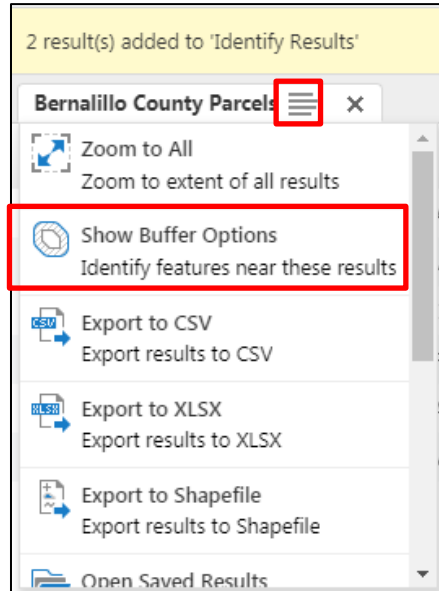 2 result(s) added to 'Identify Results'
Bernalillo County Parcels
Zoom to All
Zoom to extent of all results
Show Buffer Options
Identify features near these results
CSV
Export to CSV
Export results to CSV
XLSX
Export to XLSX
Export results to XLSX
Export to Shapefile
Export results to Shapefile
Open Saved Results